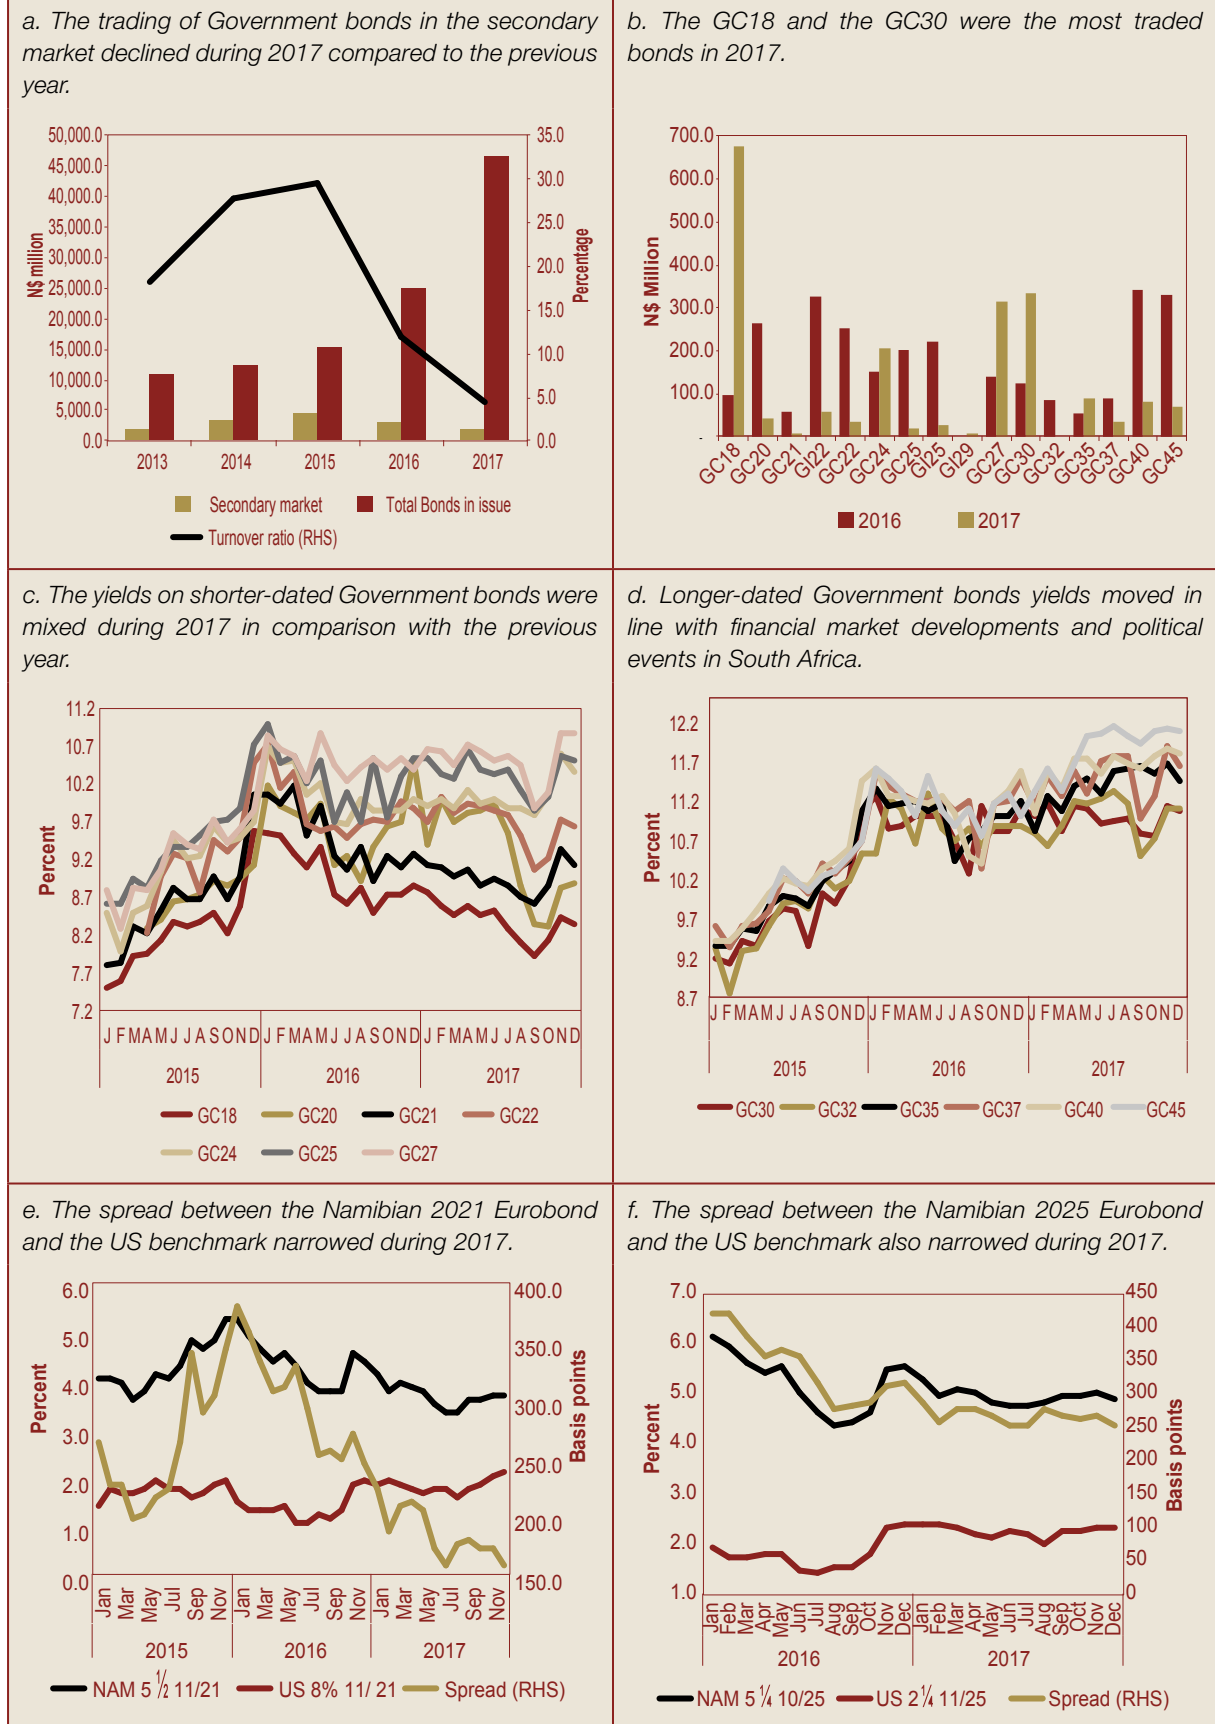 a. The trading of Government bonds in the secondary
market declined during 2017 compared to the previous
year.
50,000.0
45,000.0
40,000.0
35,000.0
30,000.0
25,000.0
20,000.0
15,000.0
10,000.0
5,000.0
0.0
N$ million
35.0
30.0
25.0
20.0
15.0
10.0
5.0
0.0
Percentage
2013 2014 2015 2016 2017
Secondary market Total Bonds in issue
Turnover ratio (RHS)
b. The GC18 and the GC30 were the most traded
bonds in 2017.
700.0
600.0
500.0
400.0
300.0
200.0
100.0
-
N$ Million
GC18 GC20 GC21 GI22 GC22 GC24 GC25 GI25 GI29 GC27 GC30 GC32 GC35 GC37 GC40 GC45
2016 2017
c. The yields on shorter-dated Government bonds were
mixed during 2017 in comparison with the previous
year.
11.2
10.7
10.2
9.7
9.2
8.7
8.2
7.7
7.2
Percent
J F M A M J J A S O N D J F M A M J J A S O N D J F M A M J J A S O N D
2015 2016 2017
GC18 GC20 GC21 GC22
GC24 GC25 GC27
d. Longer-dated Government bonds yields moved in
line with financial market developments and political
events in South Africa.
12.2
11.7
11.2
10.7
10.2
9.7
9.2
8.7
Percent
J F M A M J J A S O N D J F M A M J J A S O N D J F M A M J J A S O N D
2015 2016 2017
GC30 GC32 GC35 GC37 GC40 GC45
e. The spread between the Namibian 2021 Eurobond
and the US benchmark narrowed during 2017.
6.0
5.0
4.0
3.0
2.0
1.0
0.0
Percent
400.0
350.0
300.0
250.0
200.0
150.0
Basis points
Jan Mar May Jul Sep Nov Jan Mar May Jul Sep Nov Jan Mar May Jul Sep Nov
2015 2016 2017
NAM 5 ½ 11/21 US 8% 11/ 21 Spread (RHS)
f. The spread between the Namibian 2025 Eurobond
and the US benchmark also narrowed during 2017.
7.0
6.0
5.0
4.0
3.0
2.0
1.0
Percent
450
400
350
300
250
200
150
100
50
0
Basis points
Jan Feb Mar Apr May Jun Jul Aug Sep Oct Nov Dec Jan Feb Mar Apr May Jun Jul Aug Sep Oct Nov Dec
2016 2017
NAM 5 ¼ 10/25 US 2 ¼ 11/25 Spread (RHS)